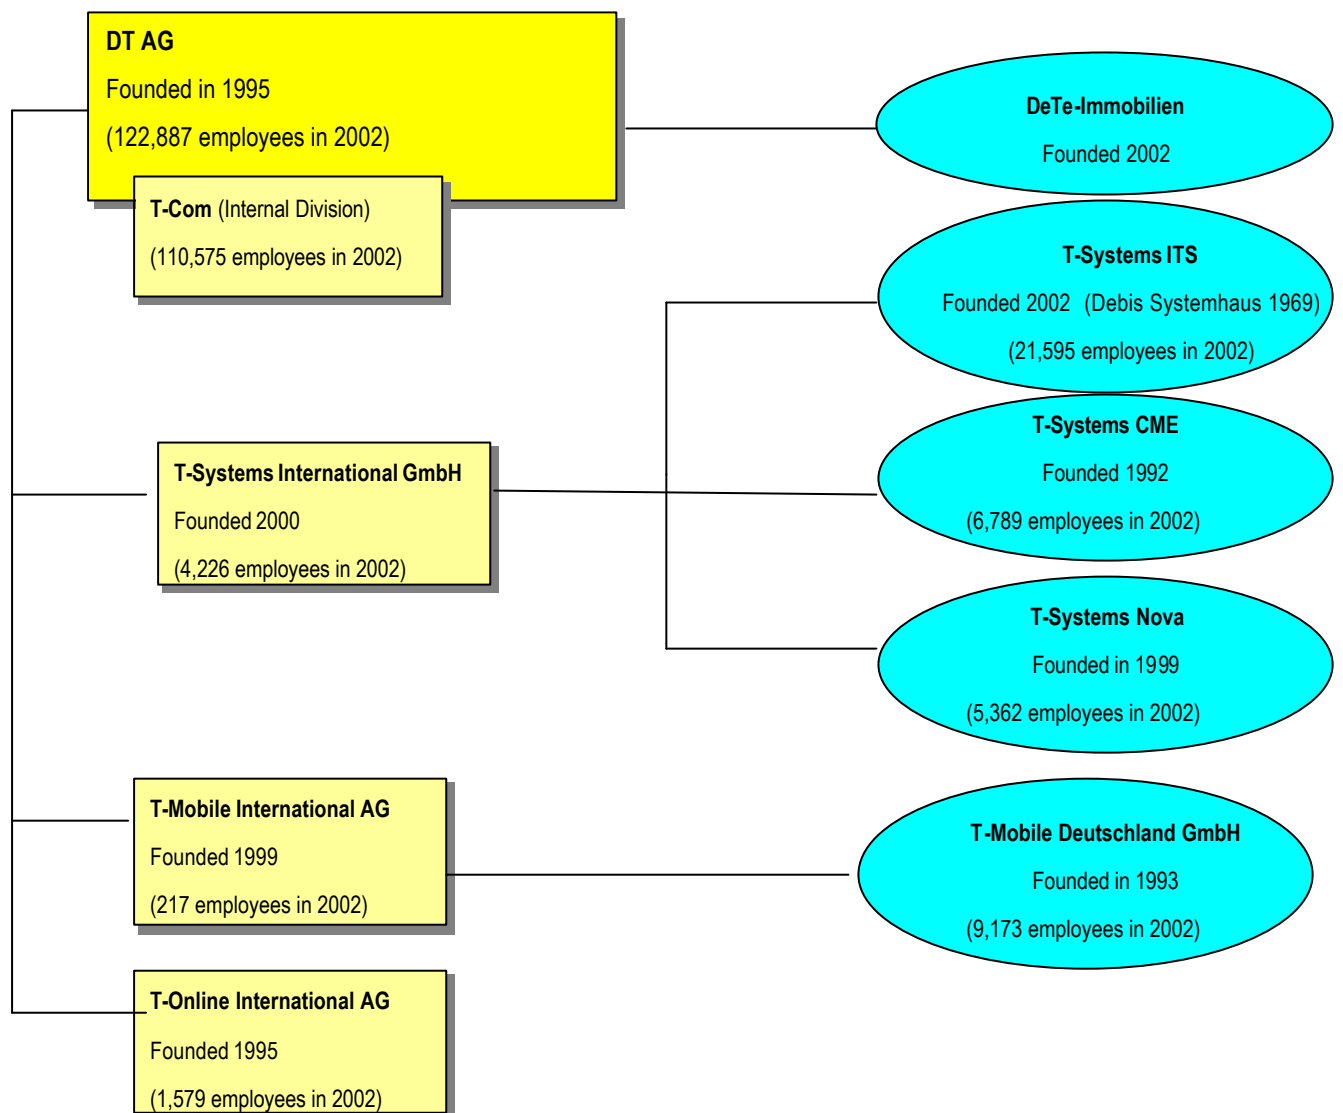 DT AG
Founded in 1995
(122,887 employees in 2002)
T-Com (Internal Division)
(110,575 employees in 2002)
DeTe-Immobilien
Founded 2002
T-Systems ITS
Founded 2002 (Debis Systemhaus 1969)
(21,595 employees in 2002)
T-Systems International GmbH
Founded 2000
(4,226 employees in 2002)
T-Systems CME
Founded 1992
(6,789 employees in 2002)
T-Systems Nova
Founded in 1999
(5,362 employees in 2002)
T-Mobile International AG
Founded 1999
(217 employees in 2002)
T-Mobile Deutschland GmbH
Founded in 1993
(9,173 employees in 2002)
T-Online International AG
Founded 1995
(1,579 employees in 2002)